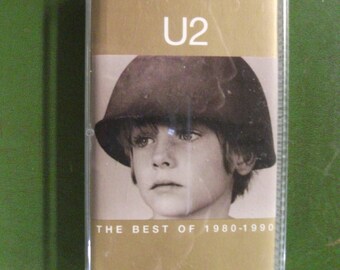 U2
THE BEST OF 1980-1990